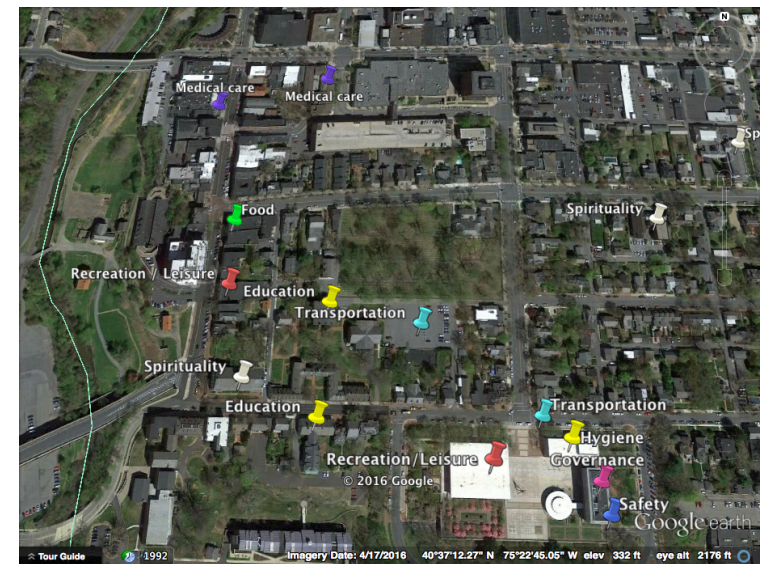 N
Medical care
Medical care
Sp
Food
Spirituality
Recreation / Leisure
Education
Transportation
Spirituality
Education
Transportation
Hygiene
Recreation/Leisure
Governance
© 2016 Google
Safety
Google earth
Tour Guide
1992
Imagery Date: 4/17/2016 40°37'12.27" N 75°22'45.05" W elev 332 ft eye alt 2176 ft